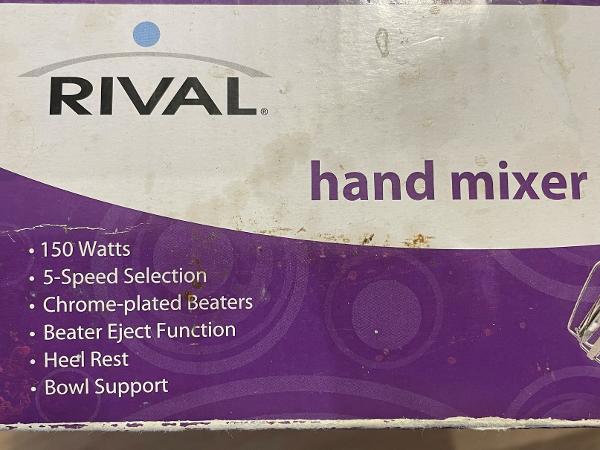 RIVAL®
hand mixer
• 150 Watts
• 5-Speed Selection
• Chrome-plated Beaters
• Beater Eject Function
• Heel Rest
• Bowl Support